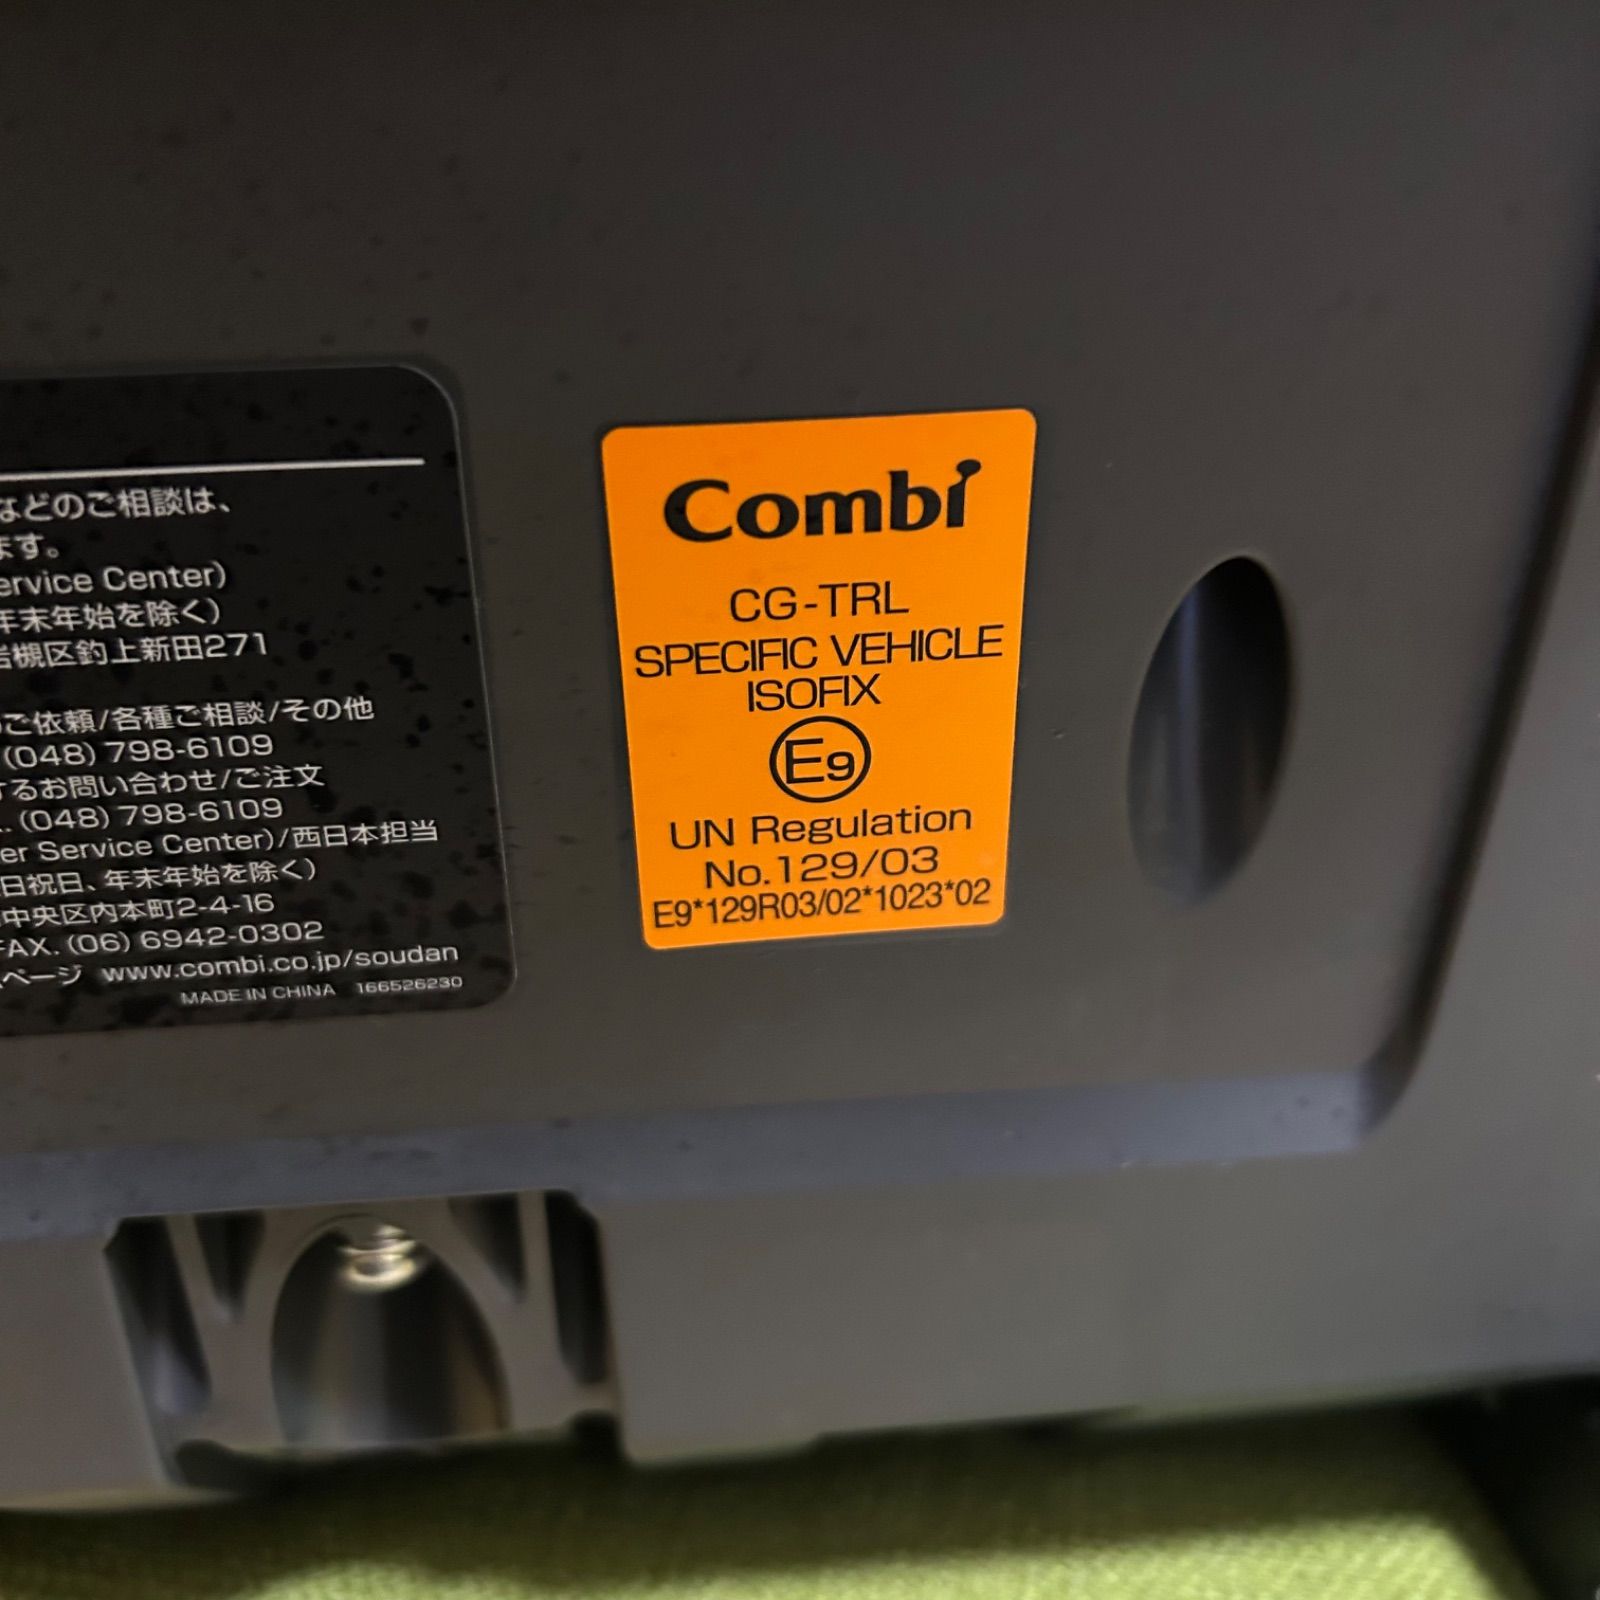 などのご相談は、
ます。
ervice Center)
年末年始を除く)
岩槻区釣上新田271
ご依頼/各種ご相談/その他
(048) 798-6109
するお問い合わせ/ご注文
. (048) 798-6109
er Service Center)/西日本担当
日祝日、年末年始を除く)
中央区内本町2-4-16
FAX. (06) 6942-0302
ページ www.combi.co.jp/soudan
MADE IN CHINA 166526230
Combi
CG-TRL
SPECIFIC VEHICLE
ISOFIX
E9
UN Regulation
No.129/03
E9*129R03/02*1023*02